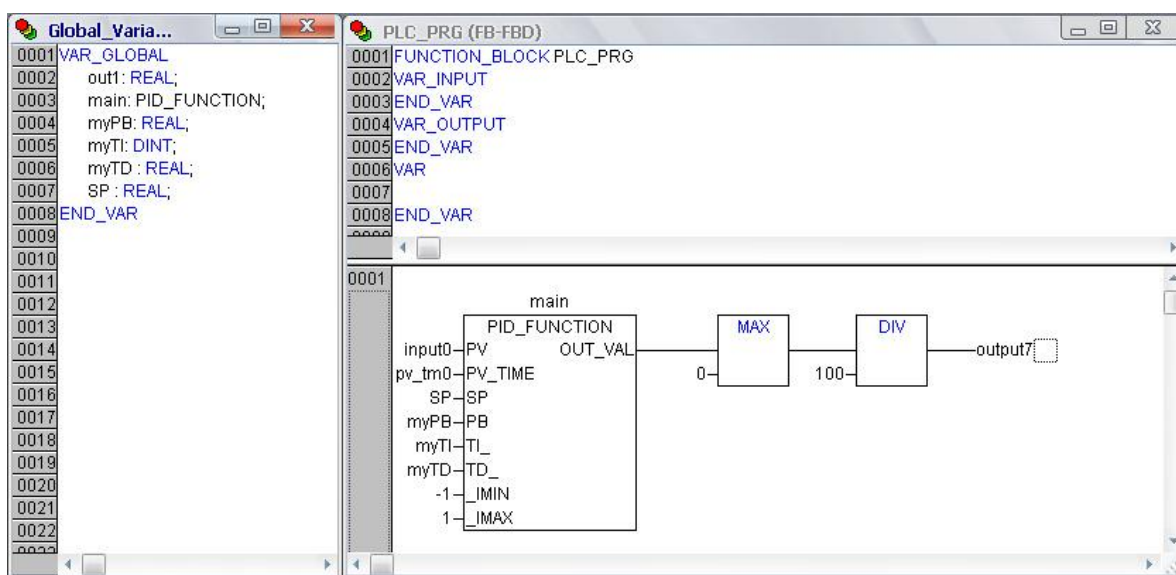 Global_Varia...
0001 VAR_GLOBAL
0002 out1: REAL;
0003 main: PID_FUNCTION;
0004 myPB: REAL;
0005 myTI: DINT;
0006 myTD : REAL;
0007 SP : REAL;
0008 END_VAR
0009
0010
0011
0012
0013
0014
0015
0016
0017
0018
0019
0020
0021
0022
PLC_PRG (FB-FBD)
0001 FUNCTION_BLOCK PLC_PRG
0002 VAR_INPUT
0003 END_VAR
0004 VAR_OUTPUT
0005 END_VAR
0006 VAR
0007
0008 END_VAR
0001
main
PID_FUNCTION MAX DIV
input0 PV OUT_VAL output7
pv_tm0 PV_TIME 0 100
SP SP
myPB PB
myTI TI_
myTD TD_
-1 _IMIN
1 _IMAX